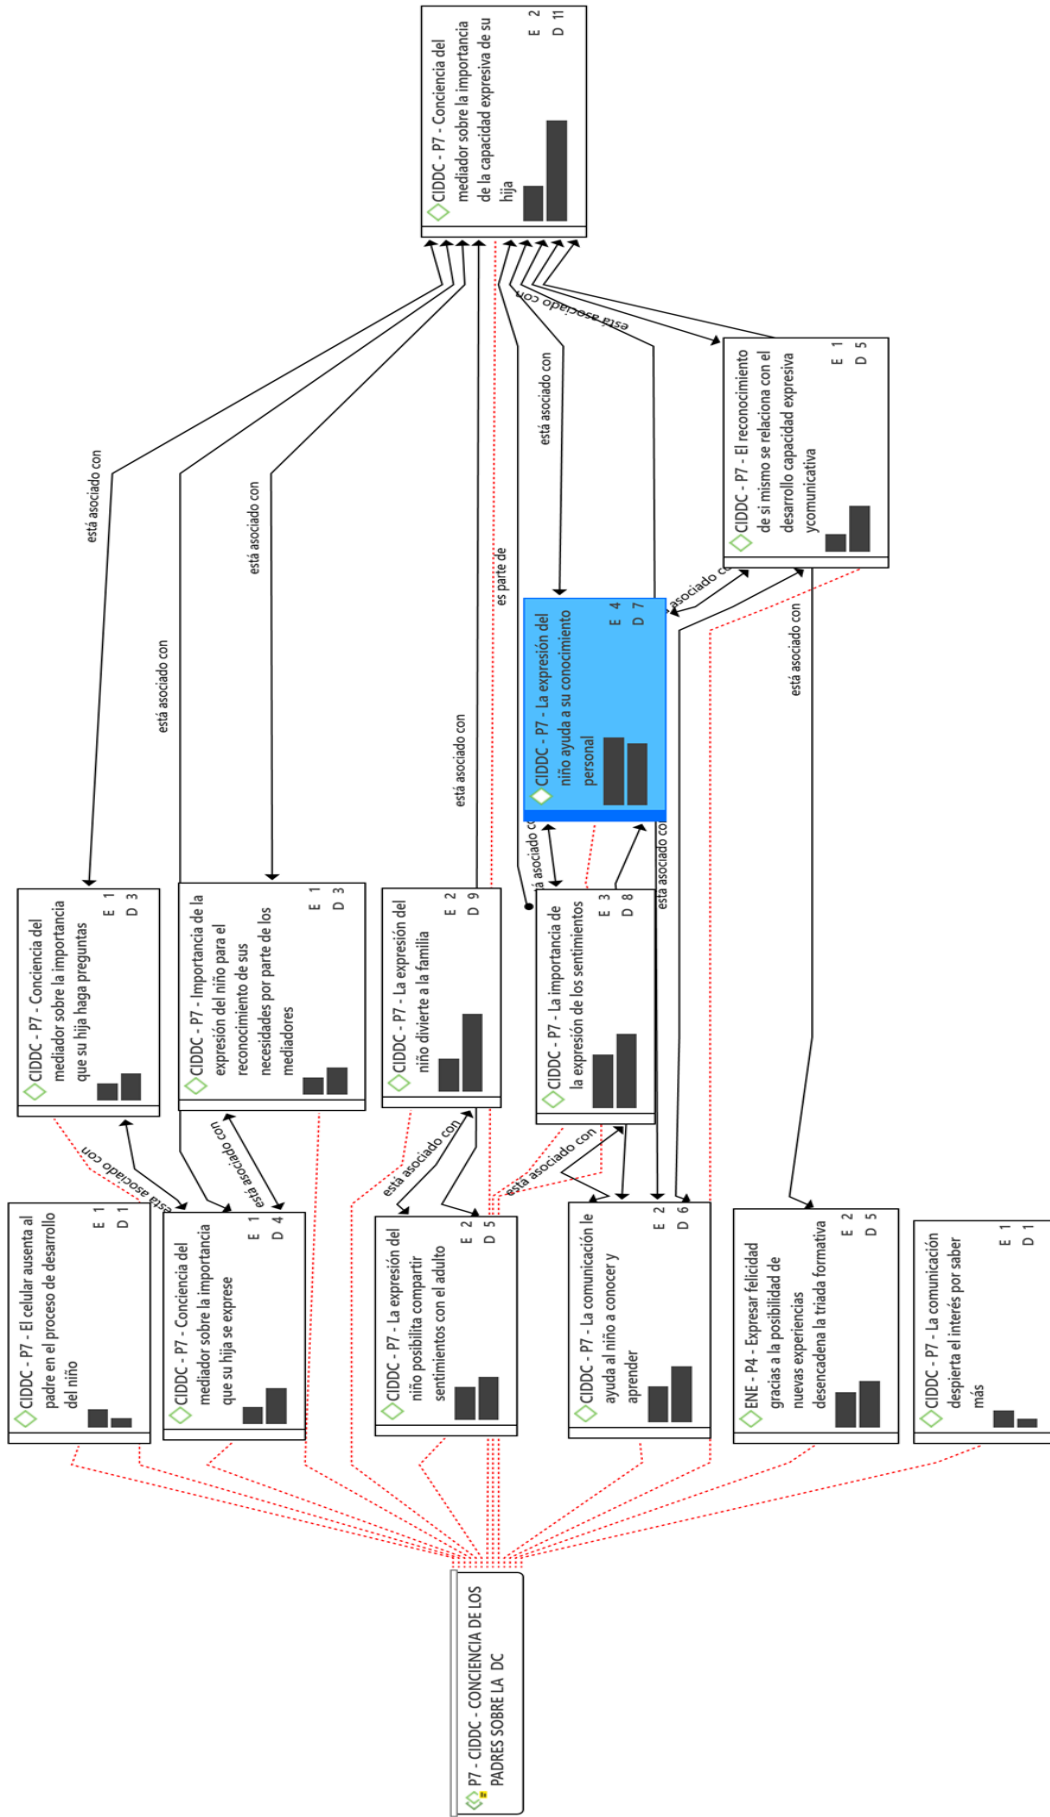 CIDDC - P7 - Conciencia del
mediador sobre la importancia
de la capacidad expresiva de su
hija
E 2
D 11
está asociado con
está asociado con
está asociado con
está asociado con
es parte de
está asociado con
está asociado con
CIDDC - P7 - El reconocimiento
de si mismo se relaciona con el
desarrollo capacidad expresiva
ycomunicativa
E 1
D 5
CIDDC - P7 - La expresión del
niño ayuda a su conocimiento
personal
E 4
D 7
asociado co
está asociado con
á asociado co
está asociado con
CIDDC - P7 - Conciencia del
mediador sobre la importancia
que su hija haga preguntas
E 1
D 3
CIDDC - P7 - Importancia de la
expresión del niño para el
reconocimiento de sus
necesidades por parte de los
mediadores
E 1
D 3
CIDDC - P7 - La expresión del
niño divierte a la familia
E 2
D 9
CIDDC - P7 - La importancia de
la expresión de los sentimientos
E 3
D 8
está asociado con
está asociado con
está asociado con
está asociado con
CIDDC - P7 - El celular ausenta al
padre en el proceso de desarrollo
del niño
E 1
D 1
CIDDC - P7 - Conciencia del
mediador sobre la importancia
que su hija se exprese
E 1
D 4
CIDDC - P7 - La expresión del
niño posibilita compartir
sentimientos con el adulto
E 2
D 5
CIDDC - P7 - La comunicación le
ayuda al niño a conocer y
aprender
E 2
D 6
ENE - P4 - Expresar felicidad
gracias a la posibilidad de
nuevas experiencias
desencadena la triada formativa
E 2
D 5
CIDDC - P7 - La comunicación
despierta el interés por saber
más
E 1
D 1
P7 - CIDDC - CONCIENCIA DE LOS
PADRES SOBRE LA DC